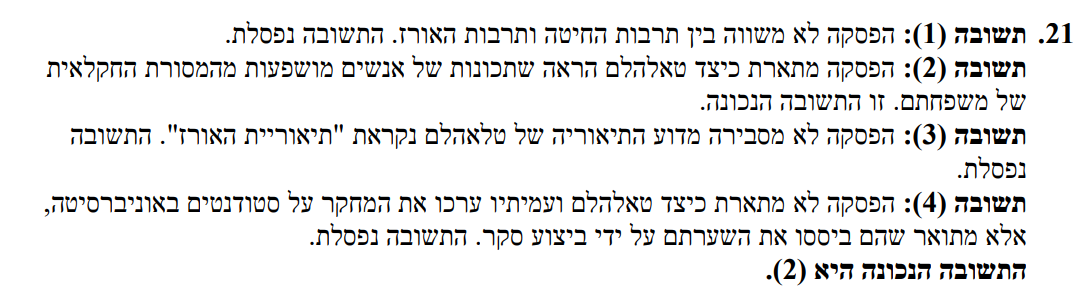 21. תשובה (1): הפסקה לא משווה בין תרבות החיטה ותרבות האורז. התשובה נפסלת.
תשובה (2): הפסקה מתארת כיצד טאלהלם הראה שתכונות של אנשים מושפעות מהמסורת החקלאית
של משפחתם. זו התשובה הנכונה.
תשובה (3): הפסקה לא מסבירה מדוע התיאוריה של טלאהלם נקראת "תיאוריית האורז". התשובה
נפסלת.
תשובה (4): הפסקה לא מתארת כיצד טאלהלם ועמיתיו ערכו את המחקר על סטודנטים באוניברסיטה,
אלא מתואר שהם ביססו את השערתם על ידי ביצוע סקר. התשובה נפסלת.
התשובה הנכונה היא (2).